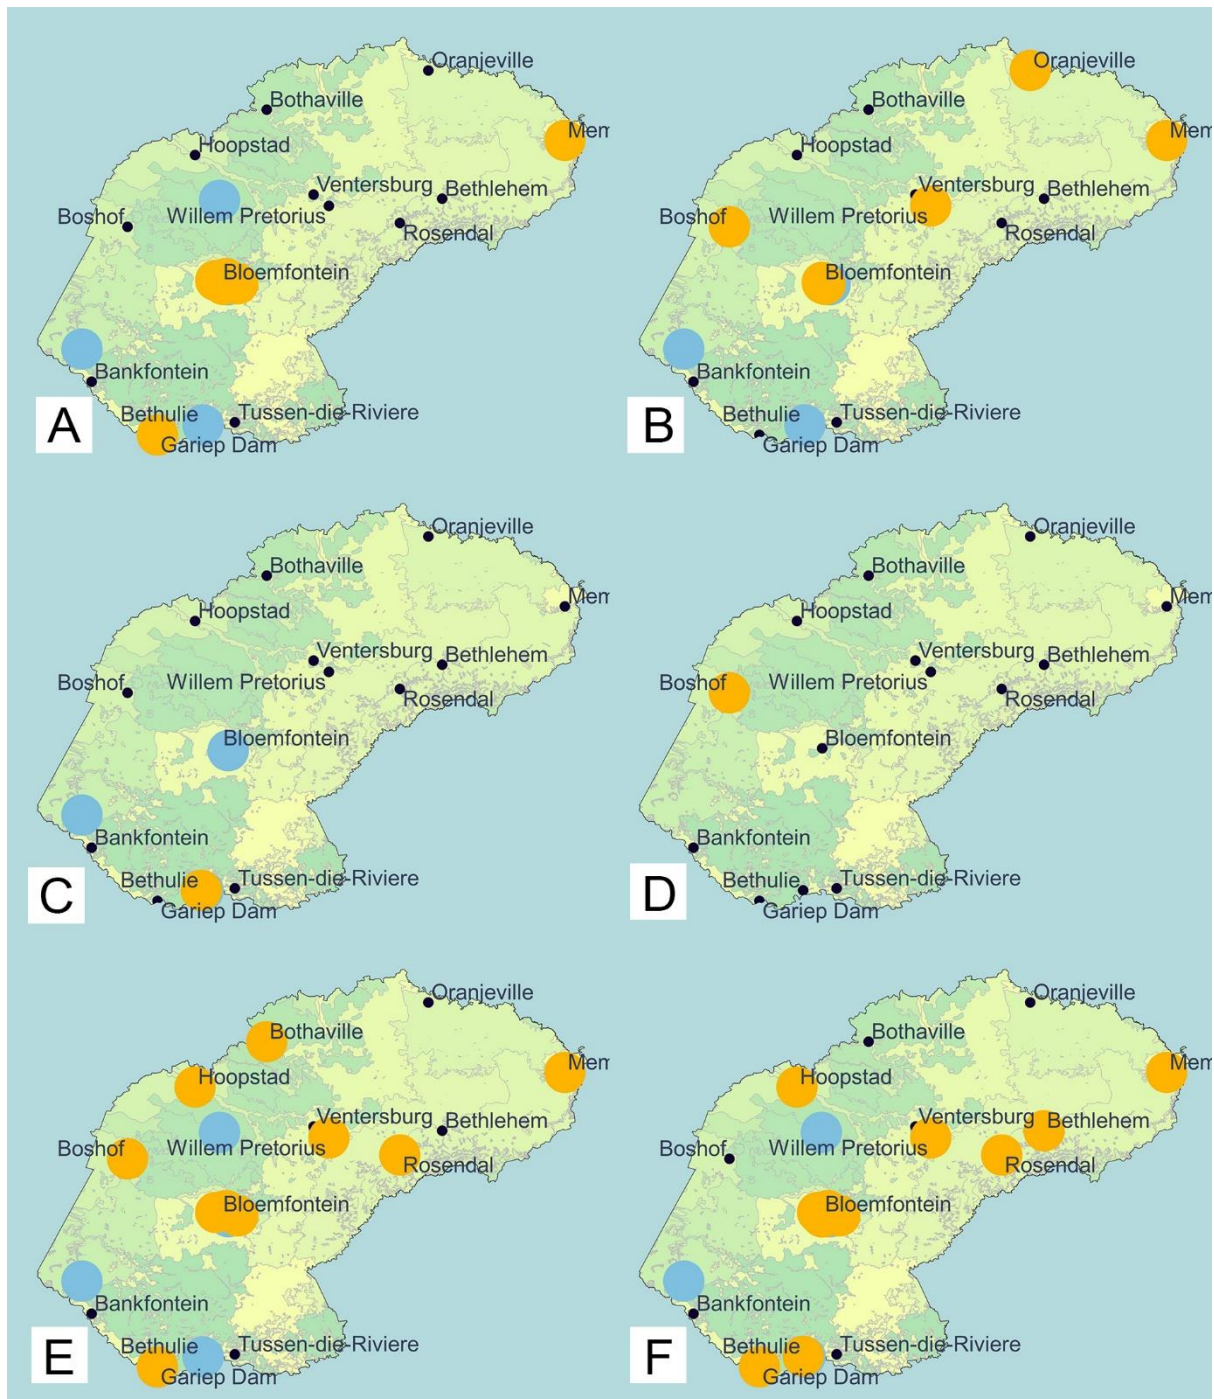 Oranjeville
Bothaville
Hoopstad
Mem
Ventersburg
Bethlehem
Willem Pretorius
Boshof
Rosendal
Bloemfontein
Bankfontein
Bethulie
Tussen-die-Riviere
Gariep Dam
A
Oranjeville
Bothaville
Hoopstad
Mem
Ventersburg
Bethlehem
Willem Pretorius
Boshof
Rosendal
Bloemfontein
Bankfontein
Bethulie
Tussen-die-Riviere
Gariep Dam
B
Oranjeville
Bothaville
Hoopstad
Mem
Ventersburg
Bethlehem
Willem Pretorius
Boshof
Rosendal
Bloemfontein
Bankfontein
Bethulie
Tussen-die-Riviere
Gariep Dam
C
Oranjeville
Bothaville
Hoopstad
Mem
Ventersburg
Bethlehem
Willem Pretorius
Boshof
Rosendal
Bloemfontein
Bankfontein
Bethulie
Tussen-die-Riviere
Gariep Dam
D
Oranjeville
Bothaville
Hoopstad
Mem
Ventersburg
Bethlehem
Willem Pretorius
Boshof
Rosendal
Bloemfontein
Bankfontein
Bethulie
Tussen-die-Riviere
Gariep Dam
E
Oranjeville
Bothaville
Hoopstad
Mem
Ventersburg
Bethlehem
Willem Pretorius
Boshof
Rosendal
Bloemfontein
Bankfontein
Bethulie
Tussen-die-Riviere
Gariep Dam
F